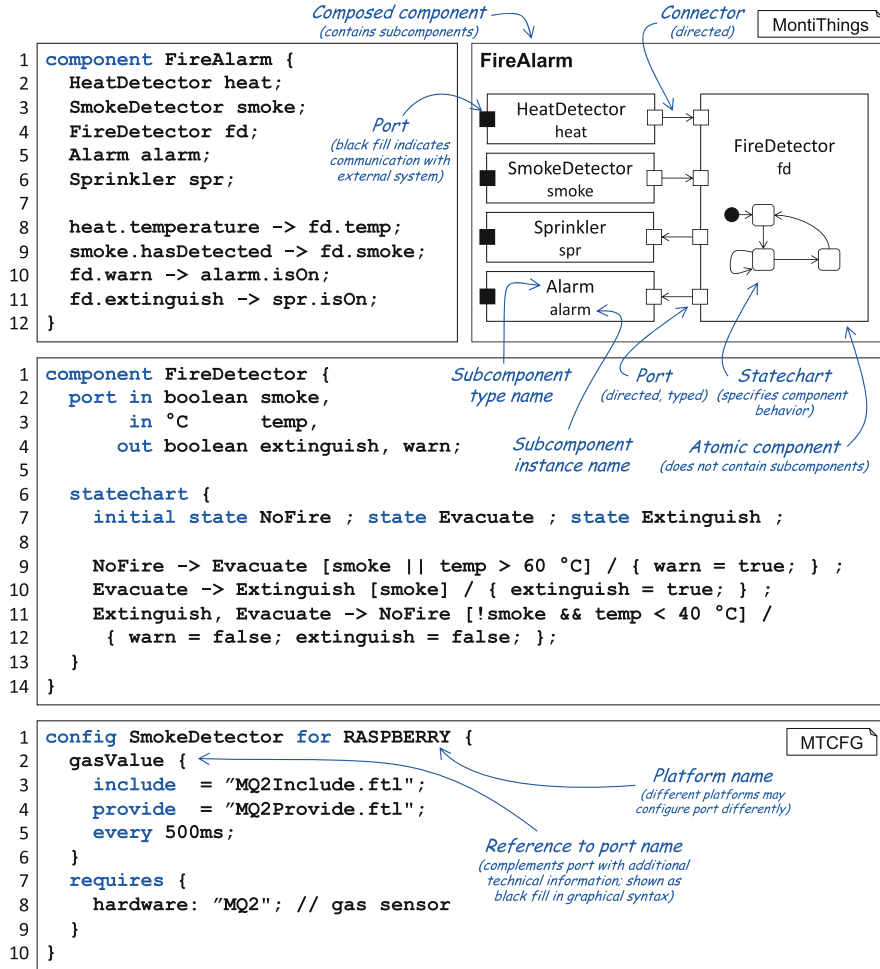 Composed component
(contains subcomponents)
Connector
(directed)
MontiThings
1 component FireAlarm {
2 HeatDetector heat;
3 SmokeDetector smoke;
4 FireDetector fd;
5 Alarm alarm;
6 Sprinkler spr;
7
8 heat.temperature -> fd.temp;
9 smoke.hasDetected -> fd.smoke;
10 fd.warn -> alarm.isOn;
11 fd.extinguish -> spr.isOn;
12 }
Port
(black fill indicates
communication with
external system)
FireAlarm
HeatDetector
heat
SmokeDetector
smoke
Sprinkler
spr
Alarm
alarm
FireDetector
fd
Subcomponent
type name
Port
(directed, typed)
Statechart
(specifies component
behavior)
Subcomponent
instance name
Atomic component
(does not contain subcomponents)
1 component FireDetector {
2 port in boolean smoke,
3 in °C temp,
4 out boolean extinguish, warn;
5
6 statechart {
7 initial state NoFire ; state Evacuate ; state Extinguish ;
8
9 NoFire -> Evacuate [smoke || temp > 60 °C] / { warn = true; } ;
10 Evacuate -> Extinguish [smoke] / { extinguish = true; } ;
11 Extinguish, Evacuate -> NoFire [!smoke && temp < 40 °C] /
12 { warn = false; extinguish = false; };
13 }
14 }
MTCFG
1 config SmokeDetector for RASPBERRY {
2 gasValue {
3 include = ″MQ2Include.ftl";
4 provide = ″MQ2Provide.ftl";
5 every 500ms;
6 }
7 requires {
8 hardware: ″MQ2"; // gas sensor
9 }
10 }
Platform name
(different platforms may
configure port differently)
Reference to port name
(complements port with additional
technical information; shown as
black fill in graphical syntax)